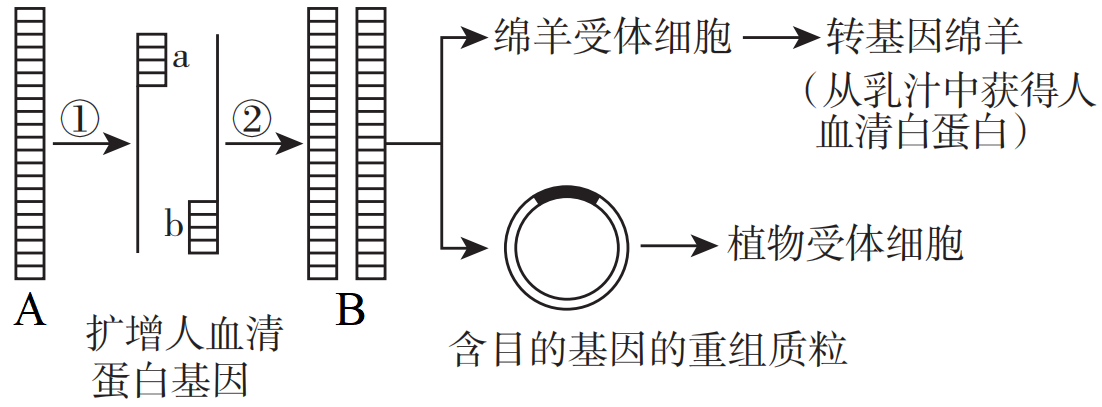 绵羊受体细胞
转基因绵羊
(从乳汁中获得人
血清白蛋白)
a
①
②
b
植物受体细胞
A
B
扩增人血清
蛋白基因
含目的基因的重组质粒